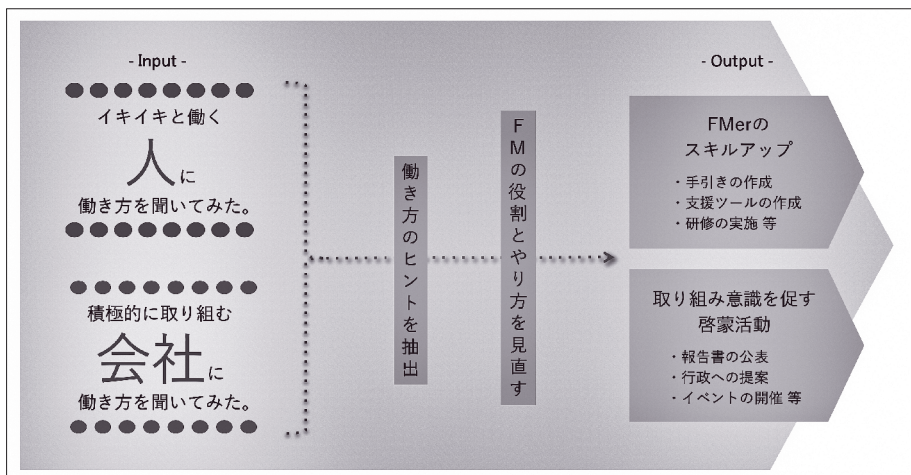 - Input -
イキイキと働く
人に
働き方を聞いてみた。
積極的に取り組む
会社に
働き方を聞いてみた。
働き方のヒントを抽出
FMの役割とやり方を見直す
- Output -
FMerの
スキルアップ
・手引きの作成
・支援ツールの作成
・研修の実施 等
取り組み意識を促す
啓蒙活動
・報告書の公表
・行政への提案
・イベントの開催 等